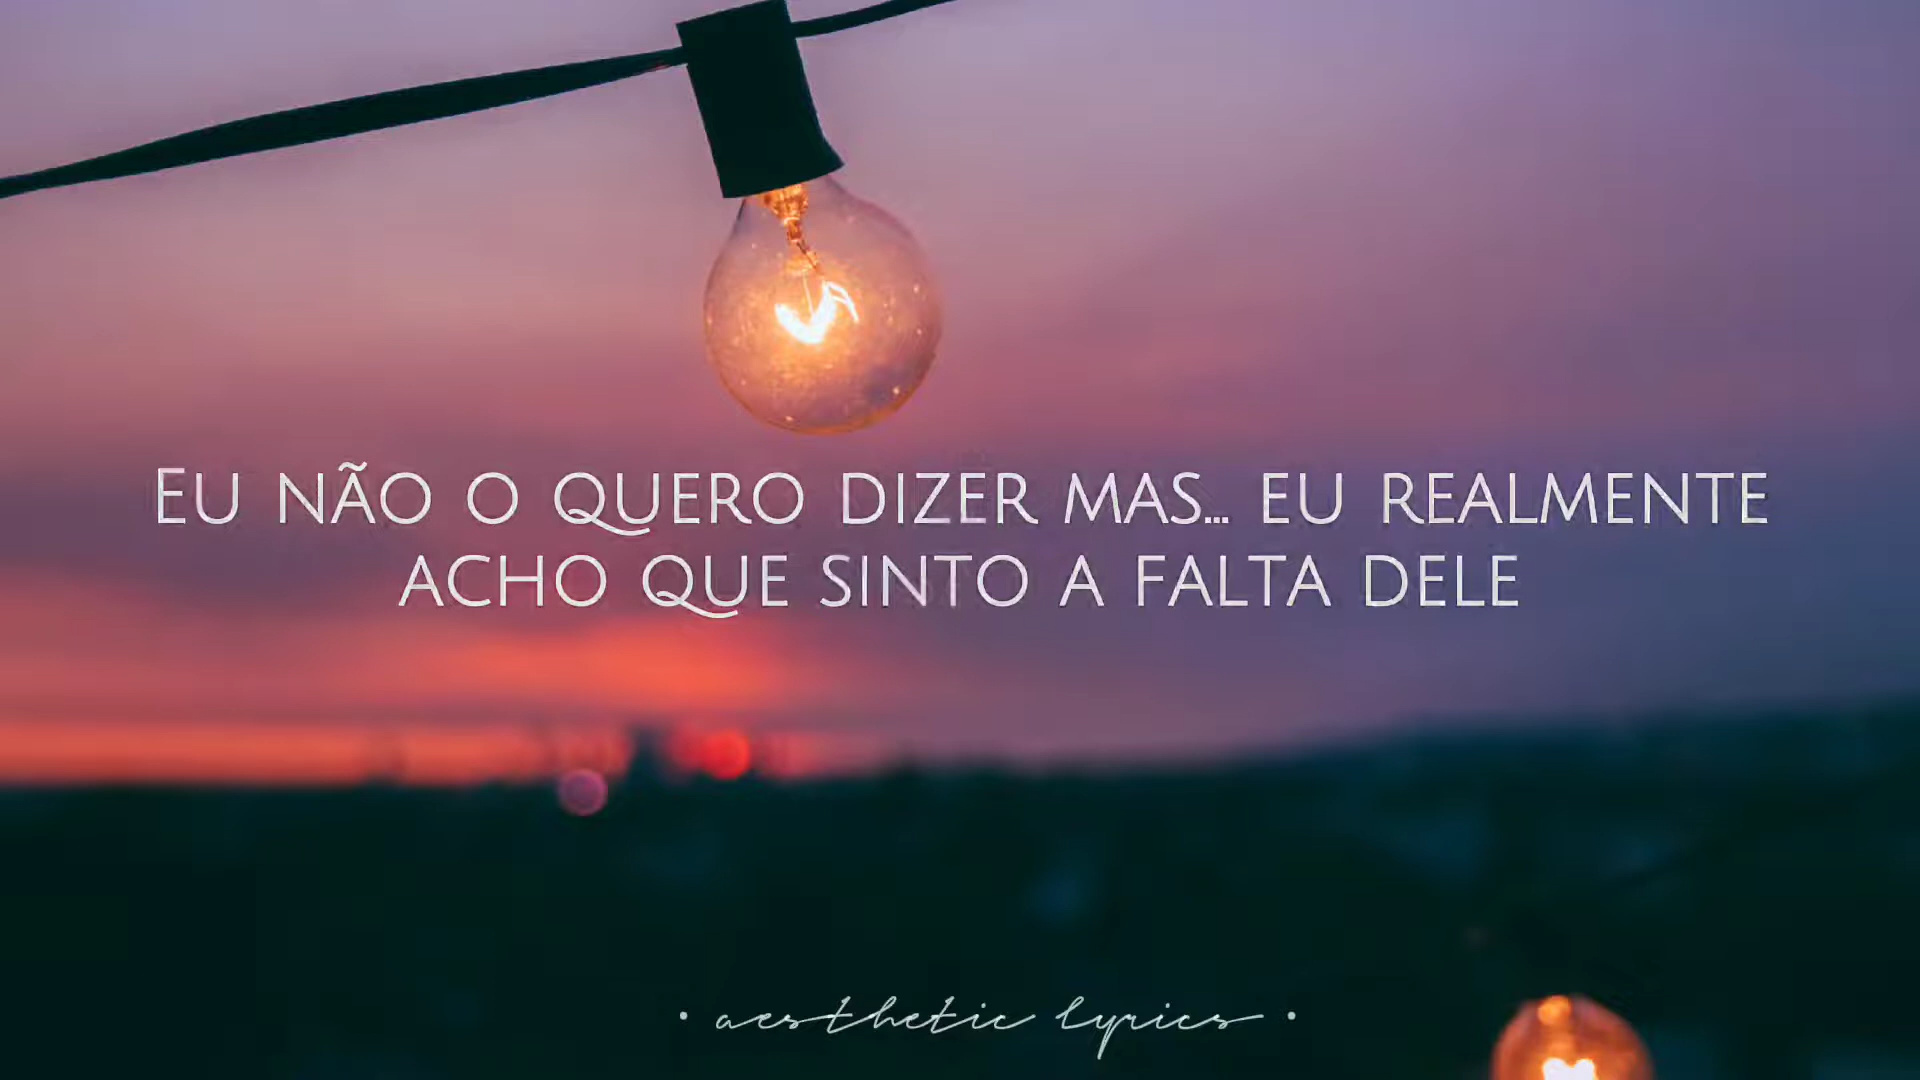 Eu não o quero dizer mas... eu realmente
acho que sinto a falta dele
• aesthetic lyrics •